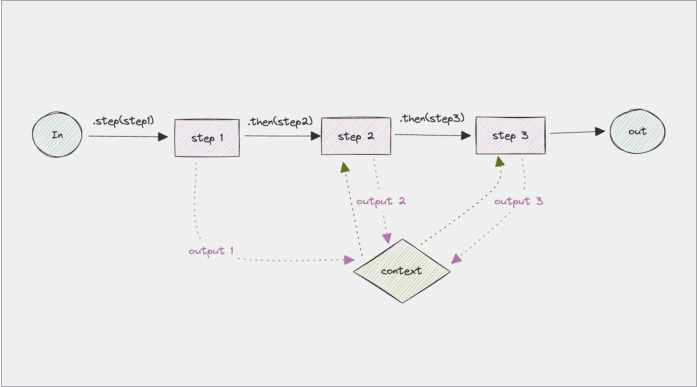 .step(step1)
.then(step2)
.then(step3)
In
step 1
step 2
step 3
out
output 2
output 3
output 1
context